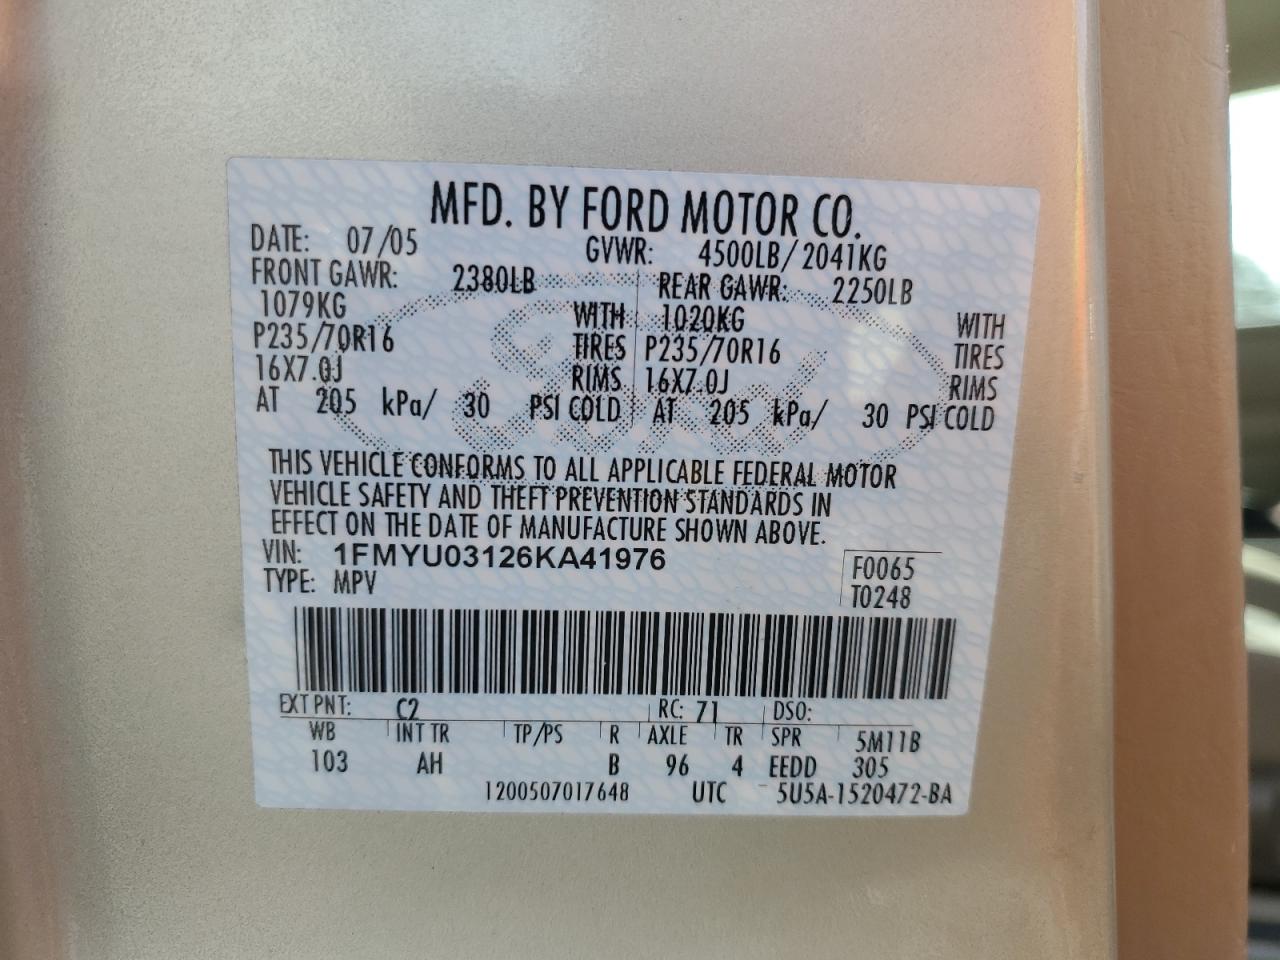 MFD. BY FORD MOTOR CO.
DATE: 07/05 GVWR: 4500LB/2041KG
FRONT GAWR: 2380LB REAR GAWR: 2250LB
1079KG WITH 1020KG WITH
P235/70R16 TIRES P235/70R16 TIRES
16X7.0J RIMS 16X7.0J RIMS
AT 205 kPa/ 30 PSI COLD AT 205 kPa/ 30 PSI COLD
THIS VEHICLE CONFORMS TO ALL APPLICABLE FEDERAL MOTOR
VEHICLE SAFETY AND THEFT PREVENTION STANDARDS IN
EFFECT ON THE DATE OF MANUFACTURE SHOWN ABOVE.
VIN: 1FMYU03126KA41976
TYPE: MPV
F0065
T0248
EXT PNT: C2 RC: 71 DSO:
WB INT TR TP/PS R AXLE TR SPR 5M11B
103 AH B 96 4 EEDD 305
1200507017648 UTC 5U5A-1520472-BA
Ford